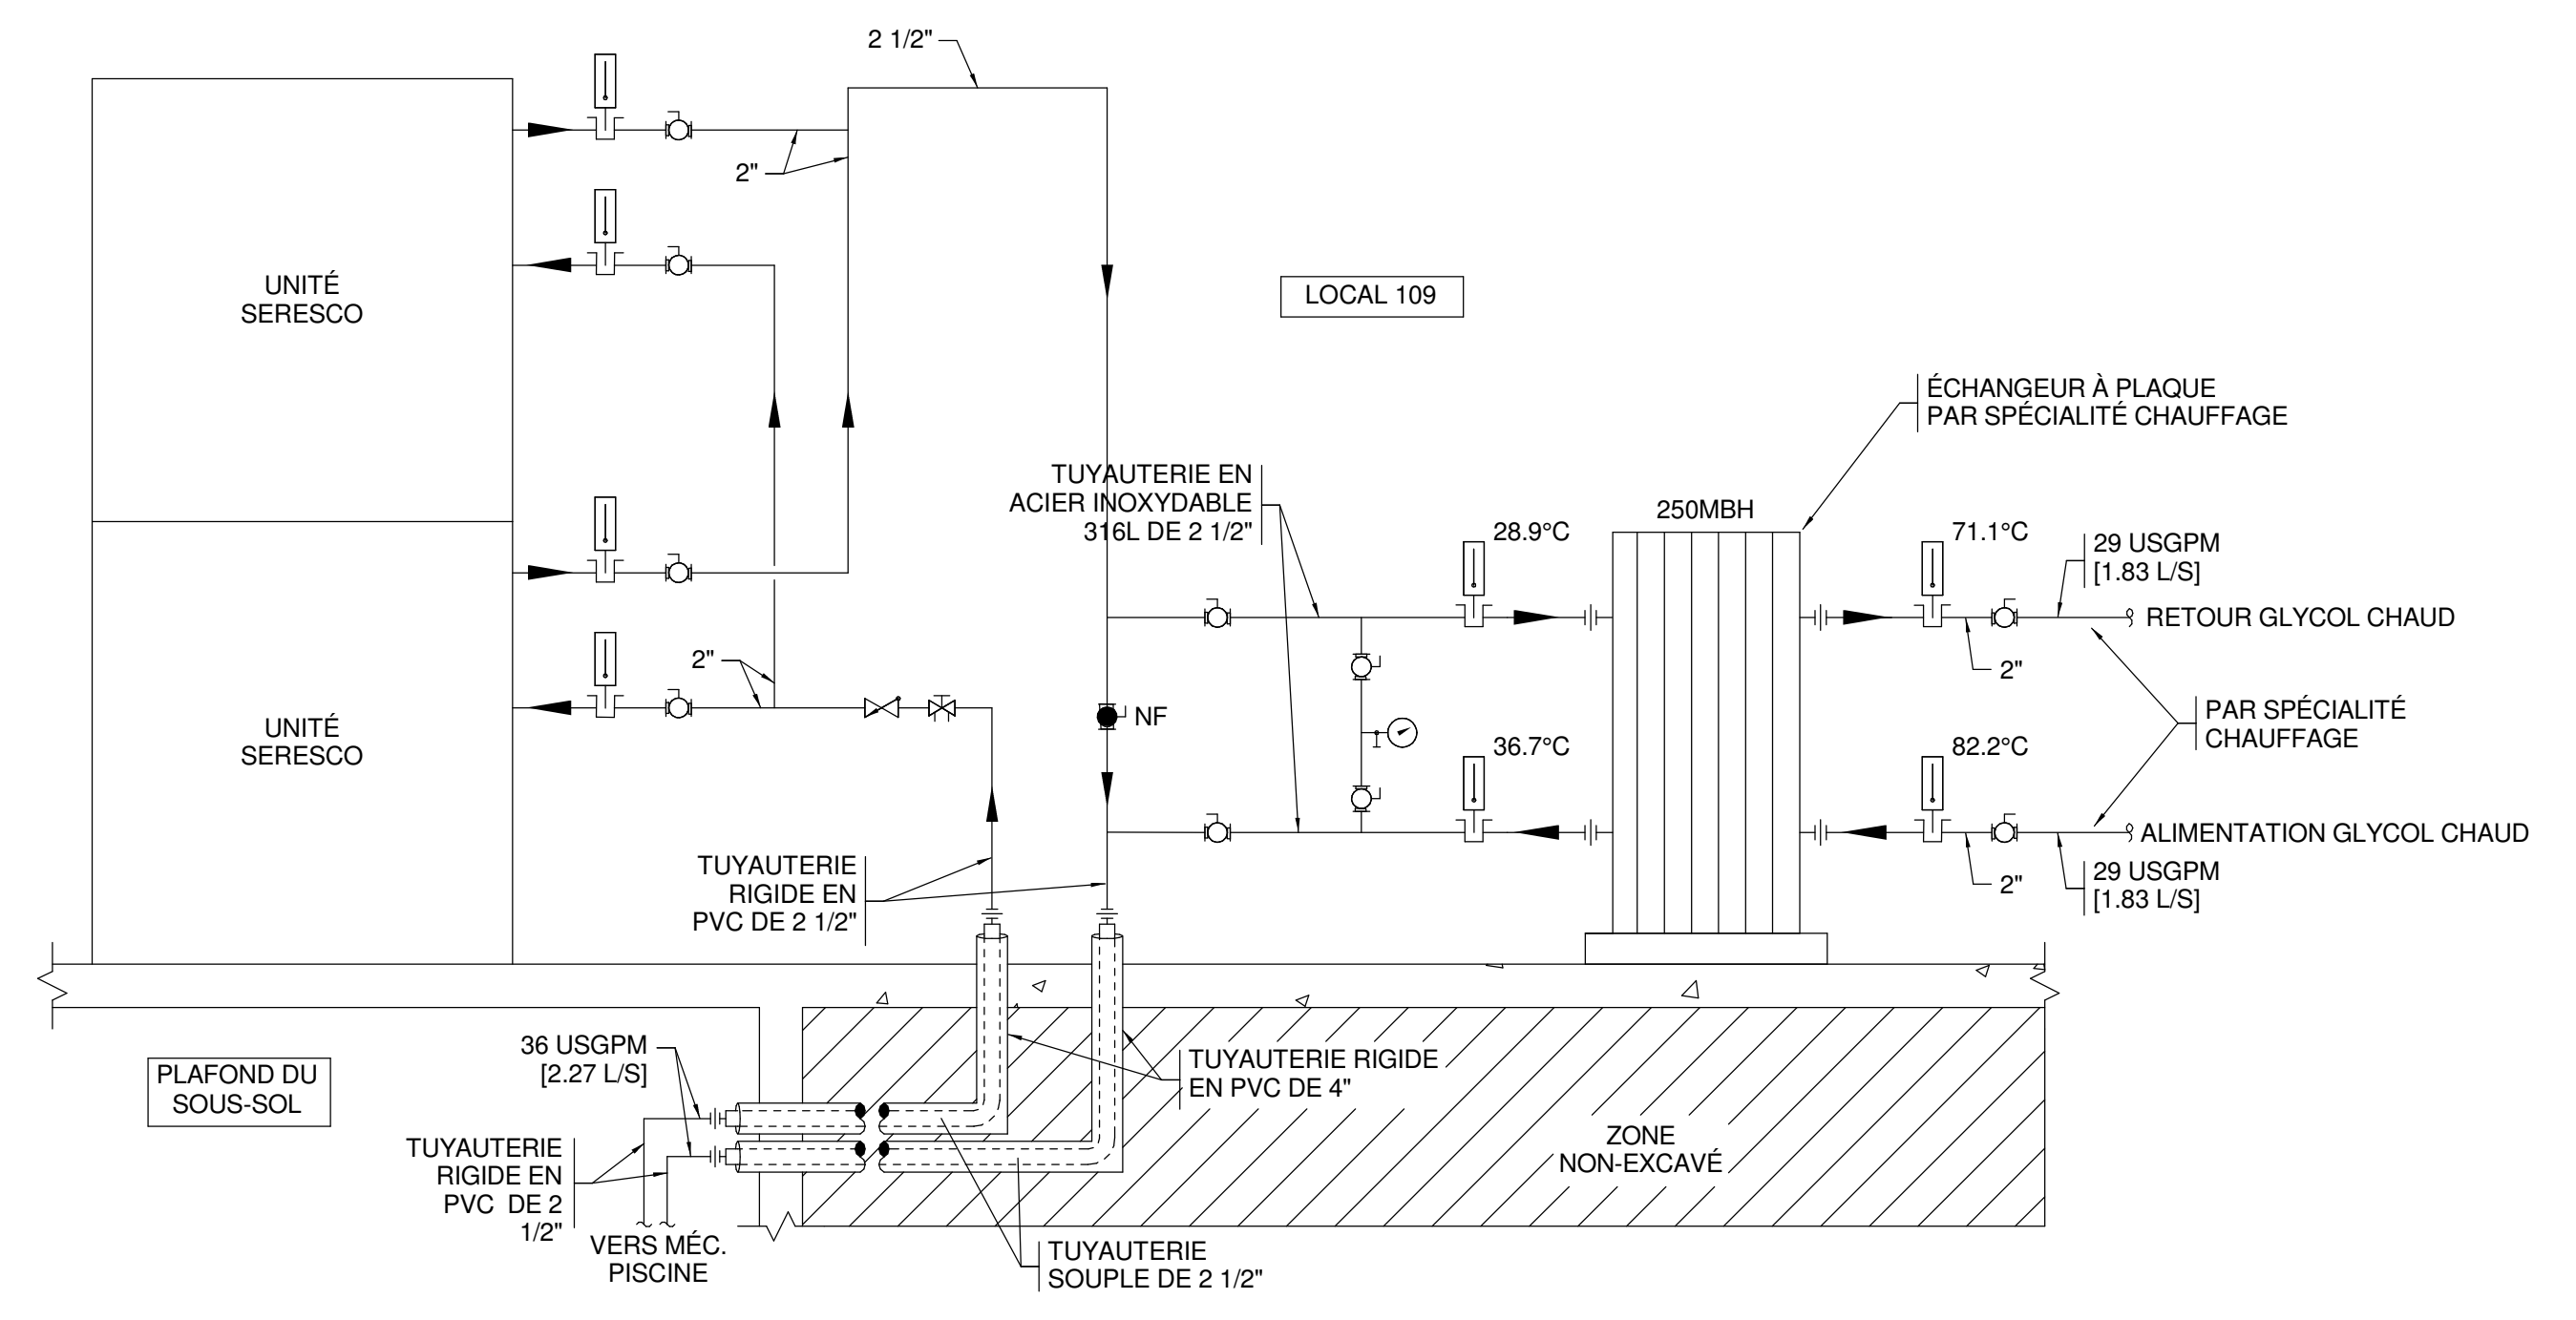 2 1/2"
2"
UNITÉ
SERESCO
LOCAL 109
ÉCHANGEUR À PLAQUE
PAR SPÉCIALITÉ CHAUFFAGE
TUYAUTERIE EN
ACIER INOXYDABLE
316L DE 2 1/2"
250MBH
28.9°C
71.1°C
29 USGPM
[1.83 L/S]
RETOUR GLYCOL CHAUD
2"
2"
UNITÉ
SERESCO
NF
PAR SPÉCIALITÉ
CHAUFFAGE
36.7°C
82.2°C
ALIMENTATION GLYCOL CHAUD
2"
29 USGPM
[1.83 L/S]
TUYAUTERIE
RIGIDE EN
PVC DE 2 1/2"
36 USGPM
[2.27 L/S]
PLAFOND DU
SOUS-SOL
TUYAUTERIE RIGIDE
EN PVC DE 4"
ZONE
NON-EXCAVÉ
TUYAUTERIE
RIGIDE EN
PVC DE 2
1/2"
VERS MÉC.
PISCINE
TUYAUTERIE
SOUPLE DE 2 1/2"